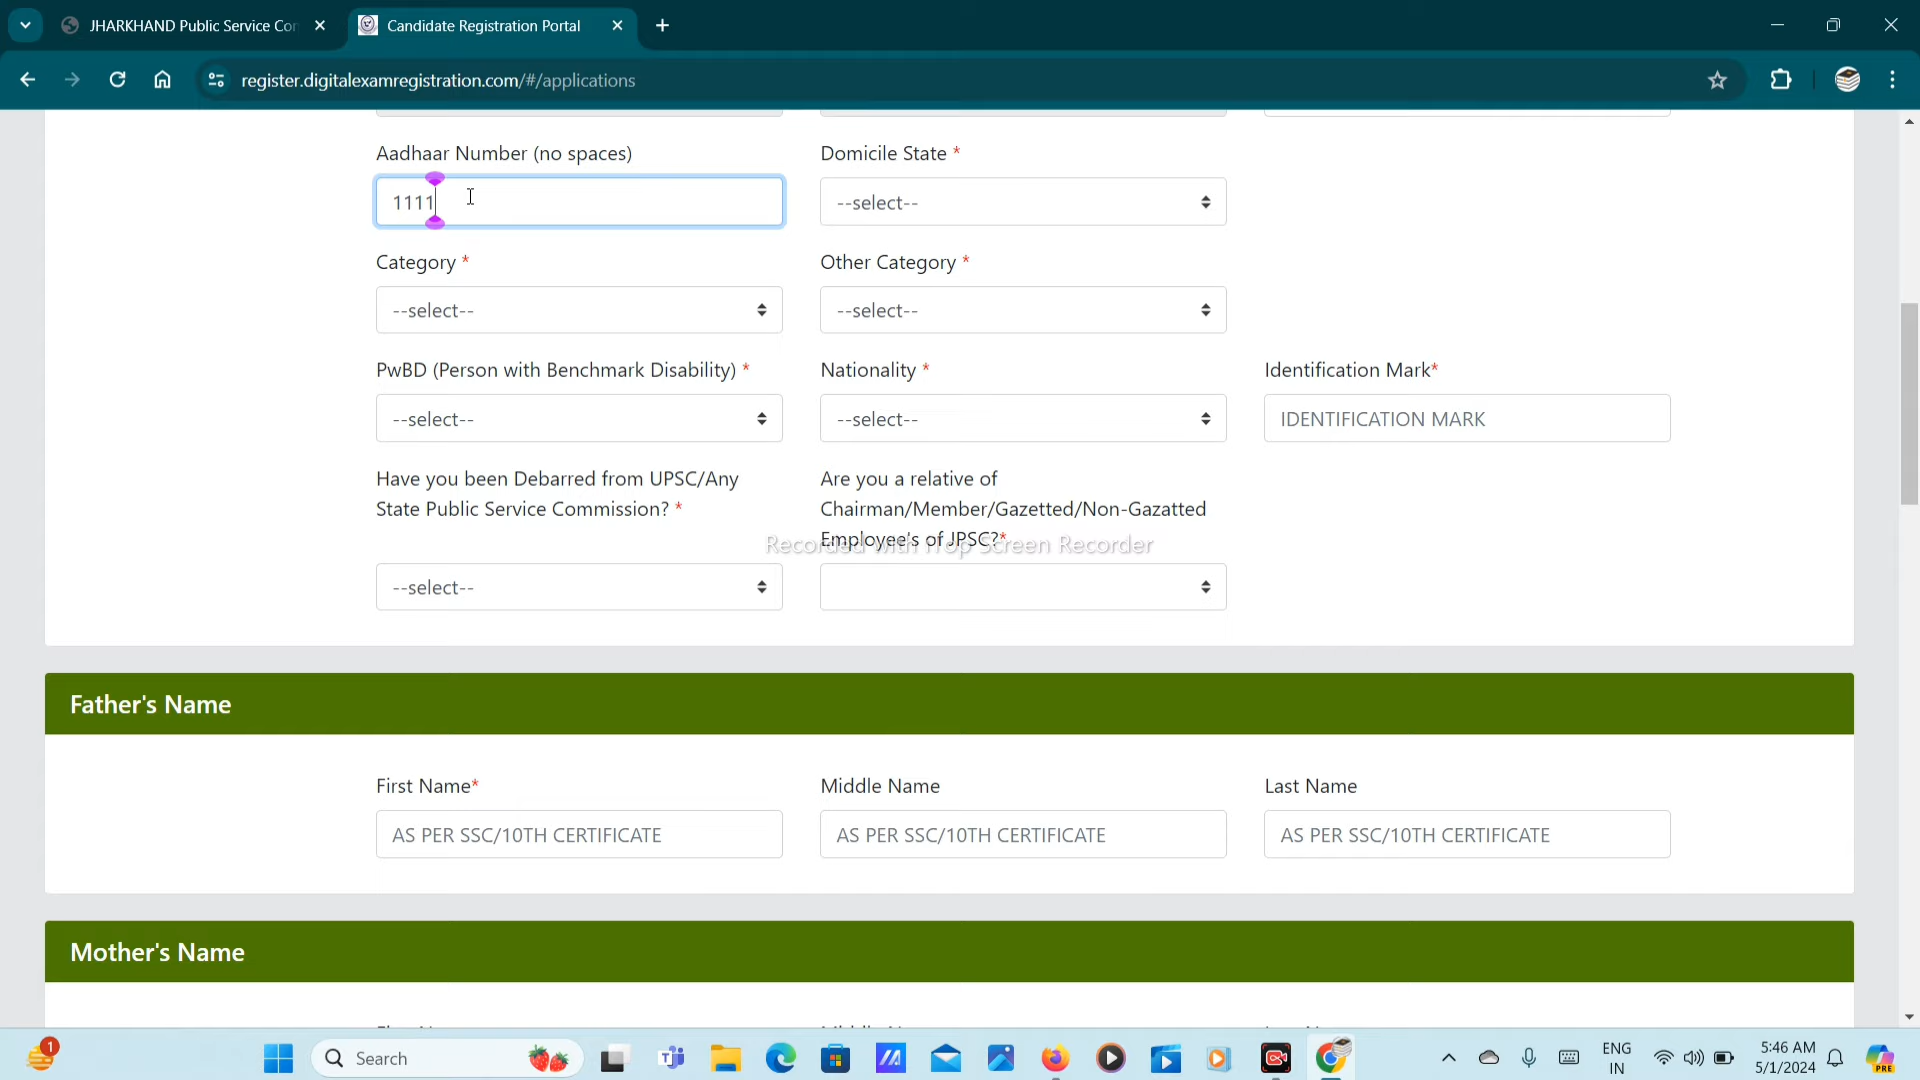 JHARKHAND Public Service Con
Candidate Registration Portal
register.digitalexamregistration.com/#/applications
Aadhaar Number (no spaces)
Domicile State *
1111
--select--
Category *
Other Category *
--select--
--select--
PwBD (Person with Benchmark Disability) *
Nationality *
Identification Mark*
--select--
--select--
IDENTIFICATION MARK
Have you been Debarred from UPSC/Any
State Public Service Commission? *
Are you a relative of
Chairman/Member/Gazetted/Non-Gazatted
Employee's of JPSC?*
Recorded with iTop Screen Recorder
--select--
Father's Name
First Name*
Middle Name
Last Name
AS PER SSC/10TH CERTIFICATE
AS PER SSC/10TH CERTIFICATE
AS PER SSC/10TH CERTIFICATE
Mother's Name
1
Search
ENG
IN
5:46 AM
5/1/2024
PRE